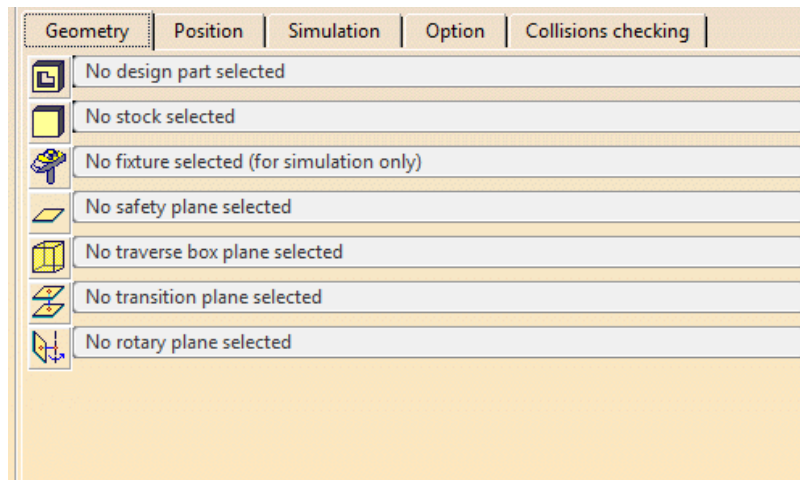 Geometry Position Simulation Option Collisions checking
No design part selected
No stock selected
No fixture selected (for simulation only)
No safety plane selected
No traverse box plane selected
No transition plane selected
No rotary plane selected